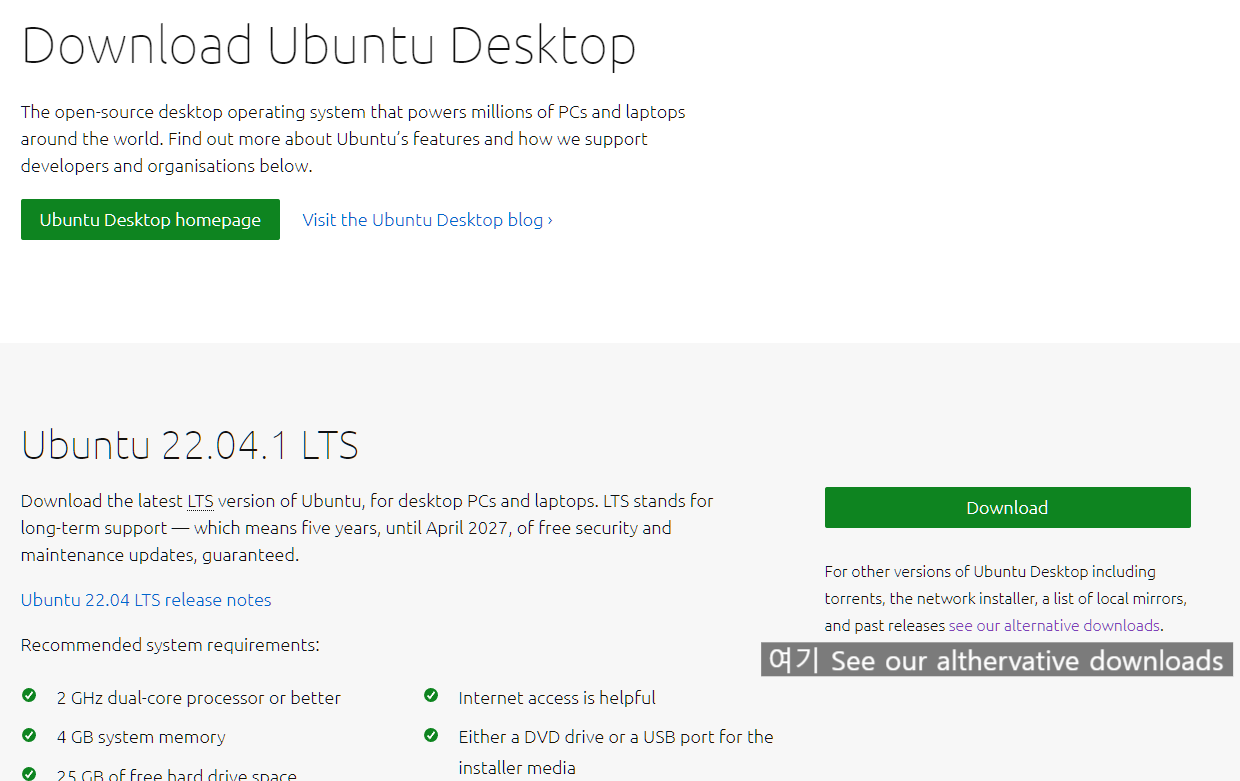 Download Ubuntu Desktop
The open-source desktop operating system that powers millions of PCs and laptops
around the world. Find out more about Ubuntu's features and how we support
developers and organisations below.
Ubuntu Desktop homepage
Visit the Ubuntu Desktop blog ›
Ubuntu 22.04.1 LTS
Download the latest LTS version of Ubuntu, for desktop PCs and laptops. LTS stands for
long-term support — which means five years, until April 2027, of free security and
maintenance updates, guaranteed.
Ubuntu 22.04 LTS release notes
Recommended system requirements:
2 GHz dual-core processor or better
4 GB system memory
25 GB of free hard drive space
Internet access is helpful
Either a DVD drive or a USB port for the
installer media
Download
For other versions of Ubuntu Desktop including
torrents, the network installer, a list of local mirrors,
and past releases see our alternative downloads.
여기 See our althervative downloads